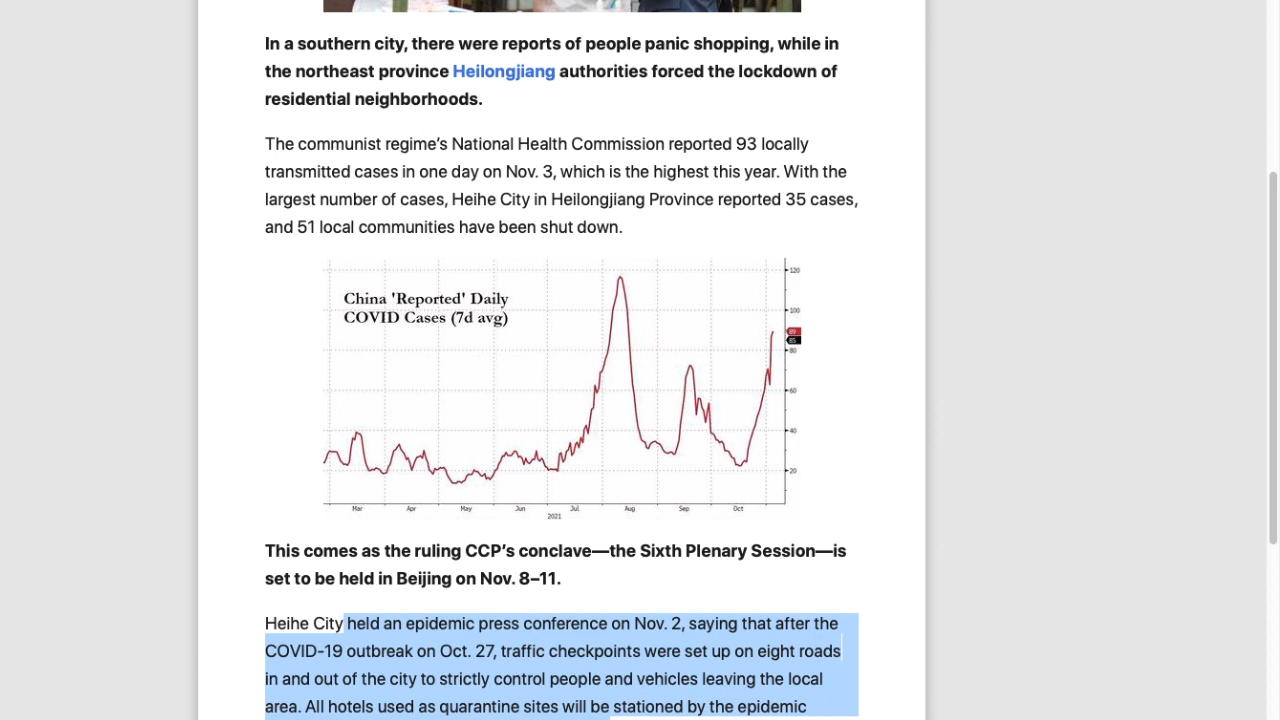 In a southern city, there were reports of people panic shopping, while in
the northeast province Heilongjiang authorities forced the lockdown of
residential neighborhoods.
The communist regime’s National Health Commission reported 93 locally
transmitted cases in one day on Nov. 3, which is the highest this year. With the
largest number of cases, Heihe City in Heilongjiang Province reported 35 cases,
and 51 local communities have been shut down.
China 'Reported' Daily
COVID Cases (7d avg)
120
100
89
85
80
60
40
20
Mar Apr May Jun Jul Aug Sep Oct
2021
This comes as the ruling CCP’s conclave—the Sixth Plenary Session—is
set to be held in Beijing on Nov. 8–11.
Heihe City held an epidemic press conference on Nov. 2, saying that after the
COVID-19 outbreak on Oct. 27, traffic checkpoints were set up on eight roads
in and out of the city to strictly control people and vehicles leaving the local
area. All hotels used as quarantine sites will be stationed by the epidemic